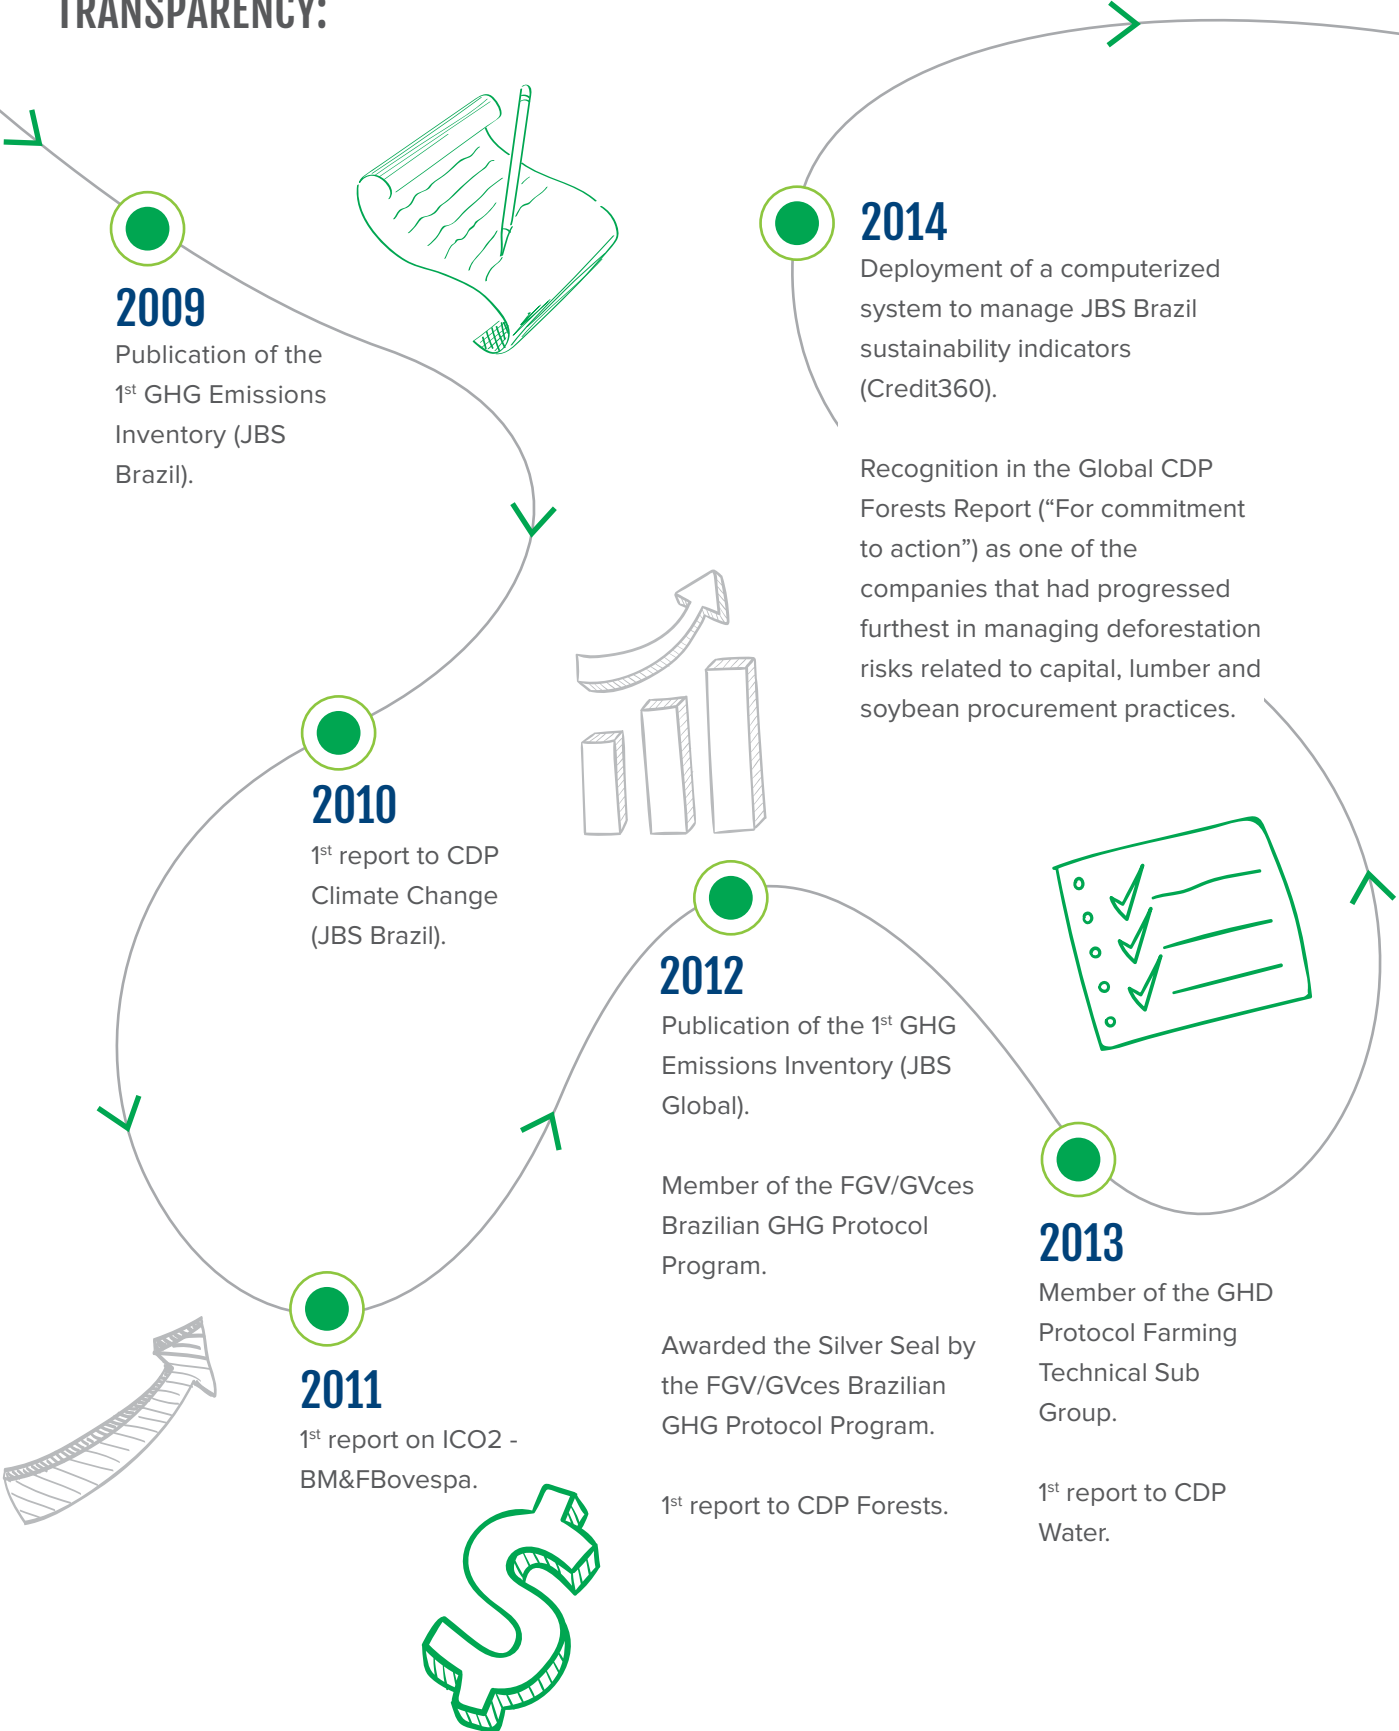 TRANSPARENCY:
2009
Publication of the
1st GHG Emissions
Inventory (JBS
Brazil).
2010
1st report to CDP
Climate Change
(JBS Brazil).
2011
1st report on ICO2 -
BM&FBovespa.
2012
Publication of the 1st GHG
Emissions Inventory (JBS
Global).
Member of the FGV/GVces
Brazilian GHG Protocol
Program.
Awarded the Silver Seal by
the FGV/GVces Brazilian
GHG Protocol Program.
1st report to CDP Forests.
2013
Member of the GHD
Protocol Farming
Technical Sub
Group.
1st report to CDP
Water.
2014
Deployment of a computerized
system to manage JBS Brazil
sustainability indicators
(Credit360).
Recognition in the Global CDP
Forests Report (“For commitment
to action”) as one of the
companies that had progressed
furthest in managing deforestation
risks related to capital, lumber and
soybean procurement practices.